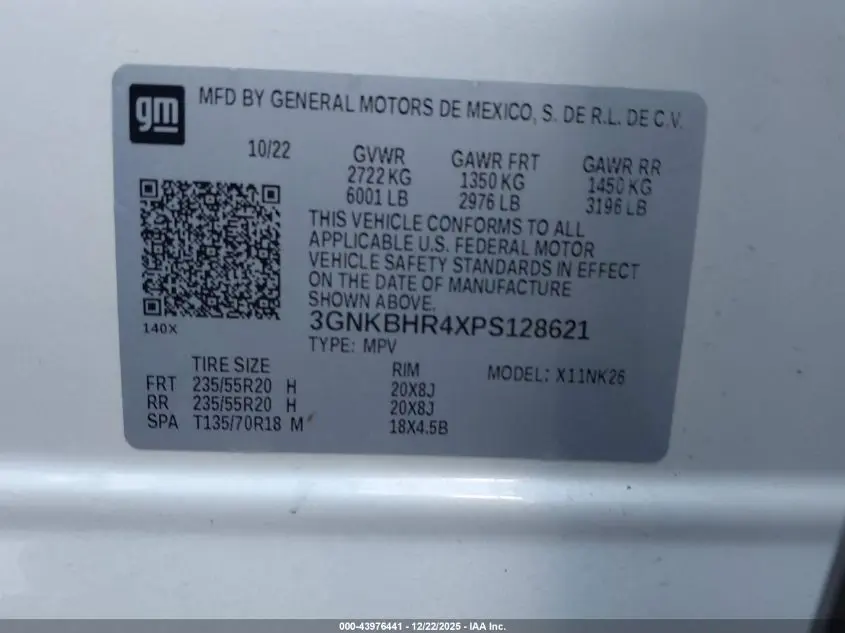 gm
MFD BY GENERAL MOTORS DE MEXICO, S. DE R.L. DE C.V.
10/22 GVWR GAWR FRT GAWR RR
2722 KG 1350 KG 1450 KG
6001 LB 2976 LB 3196 LB
THIS VEHICLE CONFORMS TO ALL
APPLICABLE U.S. FEDERAL MOTOR
VEHICLE SAFETY STANDARDS IN EFFECT
ON THE DATE OF MANUFACTURE
SHOWN ABOVE.
140X
3GNKBHR4XPS128621
TYPE: MPV
TIRE SIZE RIM MODEL: X11NK26
FRT 235/55R20 H 20X8J
RR 235/55R20 H 20X8J
SPA T135/70R18 M 18X4.5B
000-43976441 - 12/22/2025 - IAA Inc.